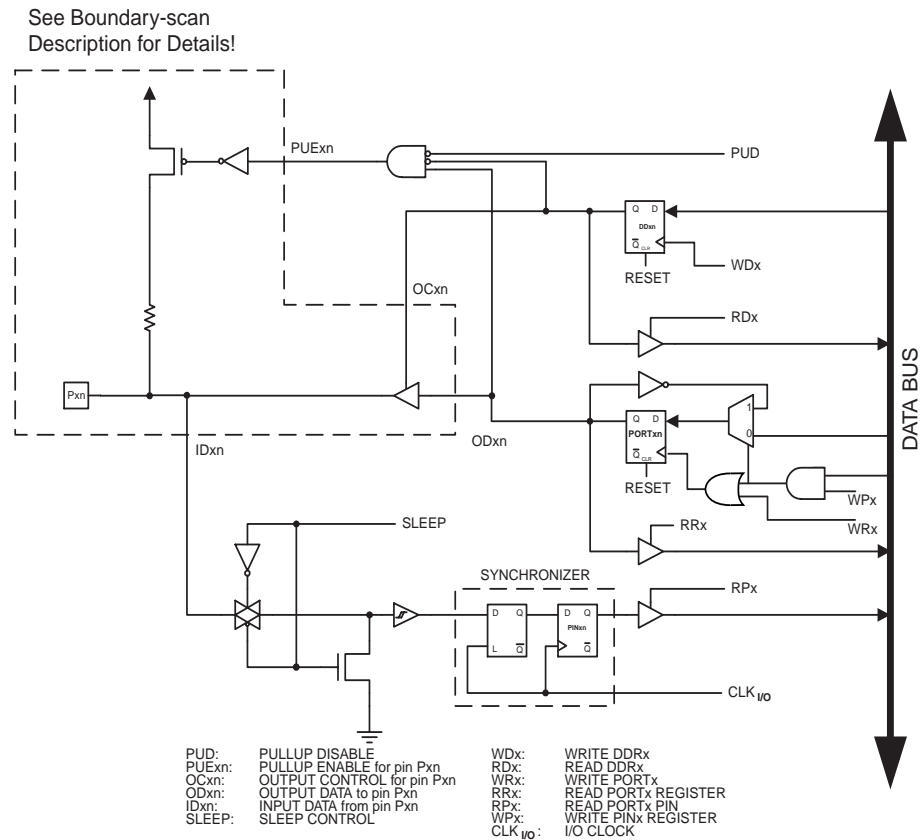 See Boundary-scan
Description for Details!
PUExn
PUD
Q D
DDxn
Q CLR
WDx
RESET
OCxn
RDx
Pxn
1
ODxn
Q D
PORTxn
0
IDxn
Q CLR
RESET
WPx
WRx
SLEEP
RRx
SYNCHRONIZER
RPx
D Q
D Q
PINxn
L Q
Q
CLK I/O
DATA BUS
PUD: PULLUP DISABLE
PUExn: PULLUP ENABLE for pin Pxn
OCxn: OUTPUT CONTROL for pin Pxn
ODxn: OUTPUT DATA to pin Pxn
IDxn: INPUT DATA from pin Pxn
SLEEP: SLEEP CONTROL
WDx: WRITE DDRx
RDx: READ DDRx
WRx: WRITE PORTx
RRx: READ PORTx REGISTER
RPx: READ PORTx PIN
WPx: WRITE PINx REGISTER
CLK I/O: I/O CLOCK